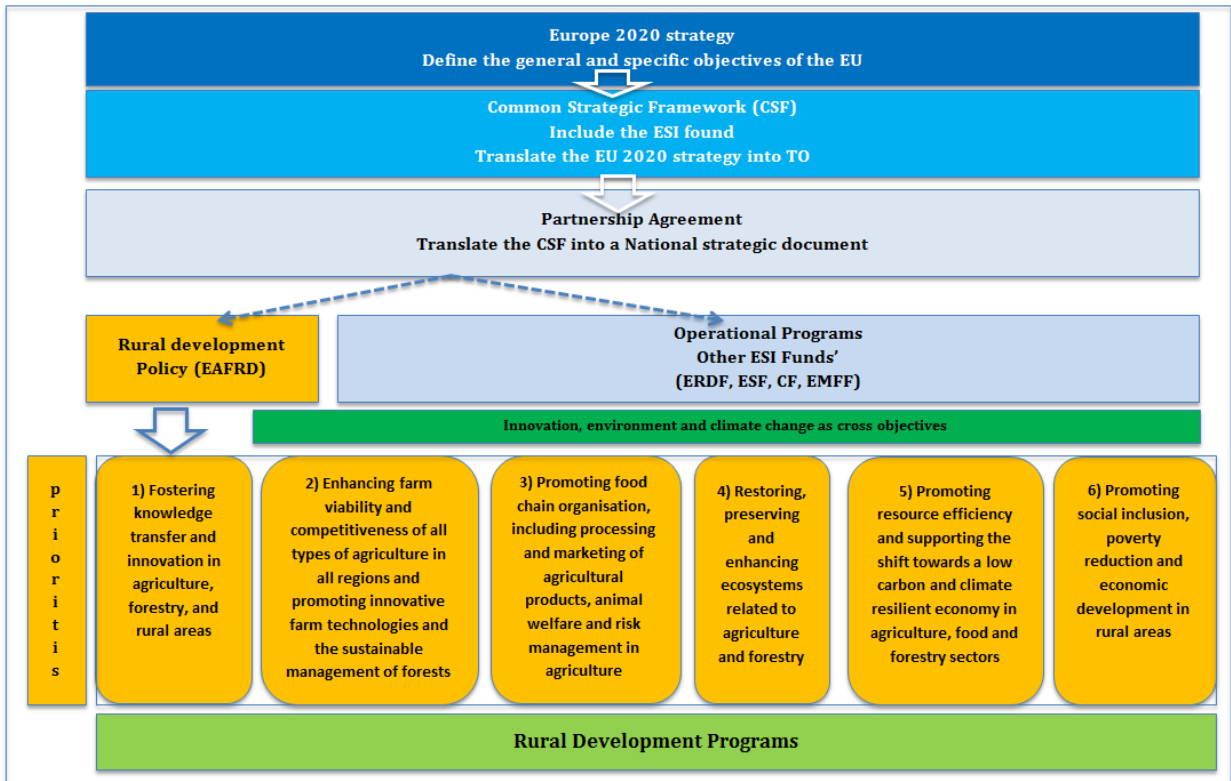 Europe 2020 strategy
Define the general and specific objectives of the EU
Common Strategic Framework (CSF)
Include the ESI found
Translate the EU 2020 strategy into TO
Partnership Agreement
Translate the CSF into a National strategic document
Rural development
Policy (EAFRD)
Operational Programs
Other ESI Funds'
(ERDF, ESF, CF, EMFF)
Innovation, environment and climate change as cross objectives
p
r
i
o
r
i
t
i
s
1) Fostering
knowledge
transfer and
innovation in
agriculture,
forestry, and
rural areas
2) Enhancing farm
viability and
competitiveness of all
types of agriculture in
all regions and
promoting innovative
farm technologies and
the sustainable
management of forests
3) Promoting food
chain organisation,
including processing
and marketing of
agricultural
products, animal
welfare and risk
management in
agriculture
4) Restoring,
preserving
and
enhancing
ecosystems
related to
agriculture
and forestry
5) Promoting
resource efficiency
and supporting the
shift towards a low
carbon and climate
resilient economy in
agriculture, food and
forestry sectors
6) Promoting
social inclusion,
poverty
reduction and
economic
development in
rural areas
Rural Development Programs